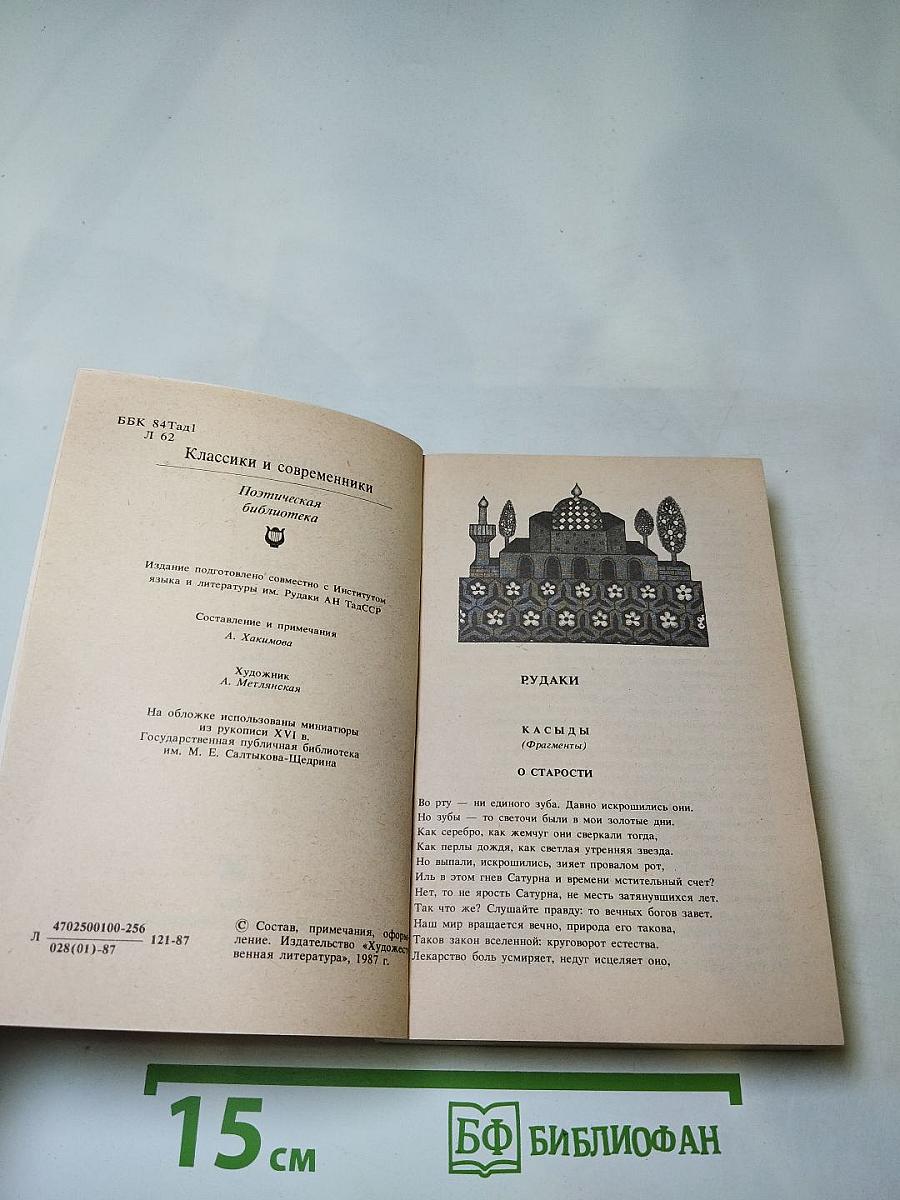 ББК 84Тад1
Л 62
Классики и современники
Поэтическая
библиотека
Издание подготовлено совместно с Институтом
языка и литературы им. Рудаки АН ТадССР
Составление и примечания
А. Хакимова
Художник
А. Метлянская
На обложке использованы миниатюры
из рукописи XVI в.
Государственная публичная библиотека
им. М. Е. Салтыкова-Щедрина
Л 4702500100-256 121-87
028(01)-87
© Состав, примечания, оформ-
ление. Издательство «Художест-
венная литература», 1987 г.
РУДАКИ
КАСЫДЫ
(Фрагменты)
О СТАРОСТИ
Во рту — ни единого зуба. Давно искрошились они.
Но зубы — то светочи были в мои золотые дни.
Как серебро, как жемчуг они сверкали тогда,
Как перлы дождя, как светлая утренняя звезда.
Но выпали, искрошились, зияет провалом рот,
Иль в этом гнев Сатурна и времени мстительный счет?
Нет, то не ярость Сатурна, не месть затянувшихся лет.
Так что же? Слушайте правду: то вечных богов завет.
Наш мир вращается вечно, природа его такова,
Таков закон вселенной: круговорот естества.
Лекарство боль усмиряет, недуг исцеляет оно,
15 см
БФ БИБЛИОФАН